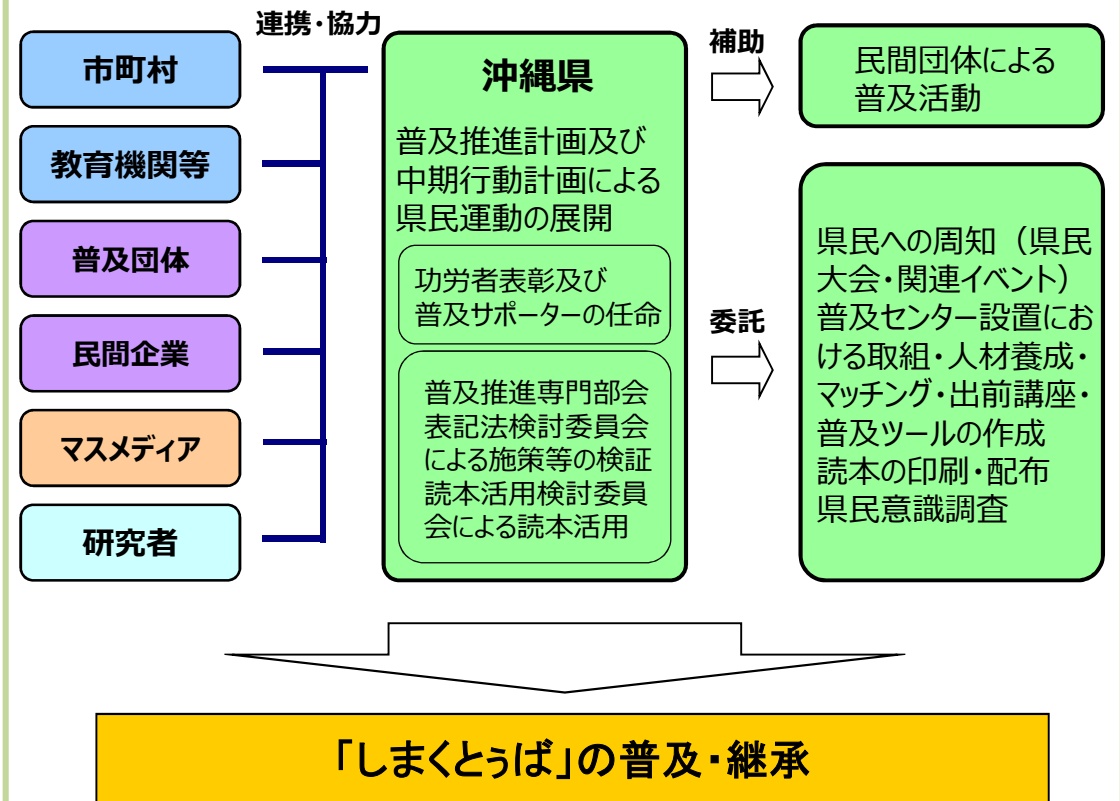 連携・協力
市町村
教育機関等
普及団体
民間企業
マスメディア
研究者
沖縄県
普及推進計画及び
中期行動計画による
県民運動の展開
功労者表彰及び
普及サポーターの任命
普及推進専門部会
表記法検討委員会
による施策等の検証
読本活用検討委員
会による読本活用
補助
民間団体による
普及活動
委託
県民への周知（県民
大会・関連イベント）
普及センター設置にお
ける取組・人材養成・
マッチング・出前講座・
普及ツールの作成
読本の印刷・配布
県民意識調査
「しまくとぅば」の普及・継承